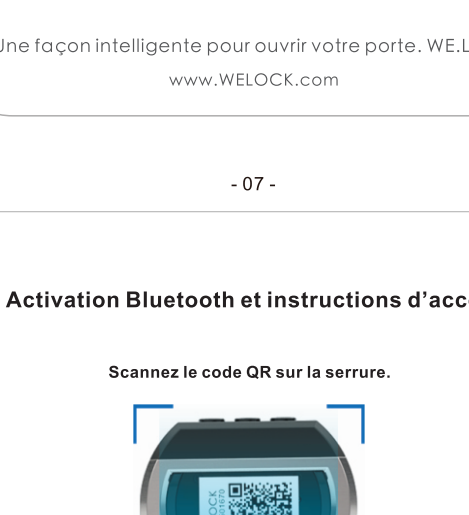 Une façon intelligente pour ouvrir votre porte. WE.L
www.WELOCK.com
- 07 -
Activation Bluetooth et instructions d'acc
Scannez le code QR sur la serrure.